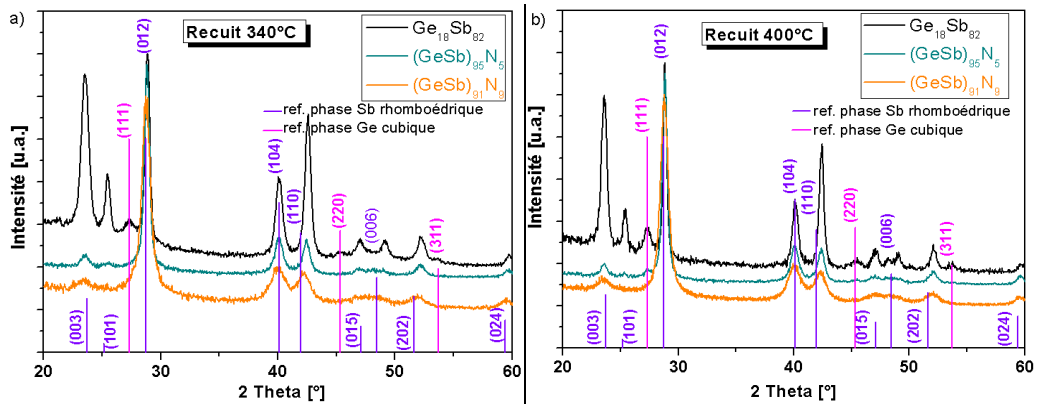 a)
Recuit 340°C
Ge18Sb82
(GeSb)95N5
(GeSb)91N9
ref. phase Sb rhomboédrique
ref. phase Ge cubique
(012)
(111)
(104)
(110)
(220)
(006)
(311)
(003)
(101)
(015)
(202)
(024)
Intensité [u.a.]
20 30 40 50 60
2 Theta [°]
b)
Recuit 400°C
Ge18Sb82
(GeSb)95N5
(GeSb)91N9
ref. phase Sb rhomboédrique
ref. phase Ge cubique
(012)
(111)
(104)
(110)
(220)
(006)
(311)
(003)
(101)
(015)
(202)
(024)
Intensité [u.a.]
20 30 40 50 60
2 Theta [°]